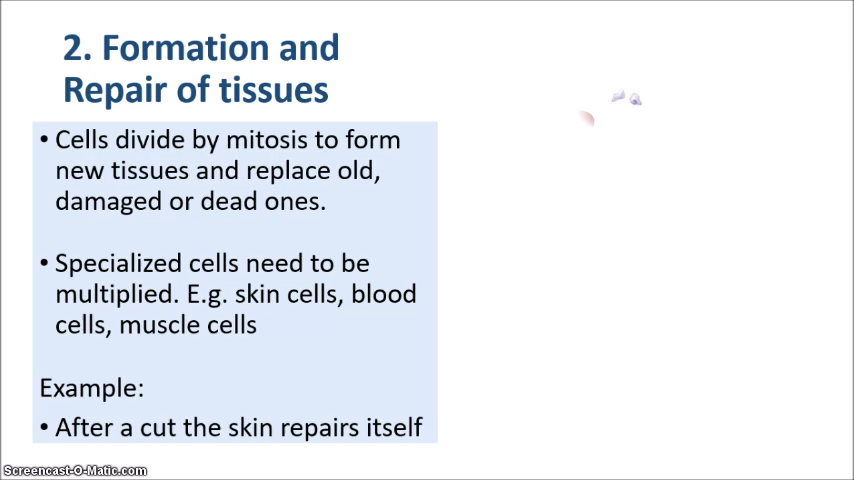 2. Formation and
Repair of tissues
• Cells divide by mitosis to form
new tissues and replace old,
damaged or dead ones.
• Specialized cells need to be
multiplied. E.g. skin cells, blood
cells, muscle cells
Example:
• After a cut the skin repairs itself
Screencast-O-Matic.com